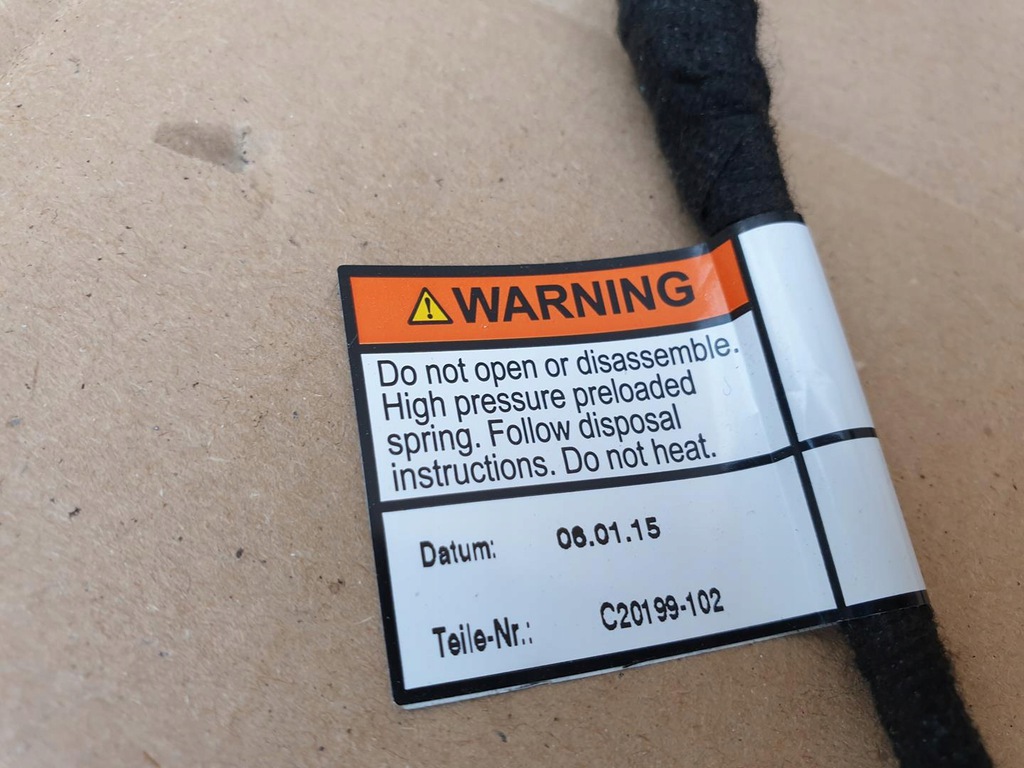 WARNING
Do not open or disassemble.
High pressure preloaded
spring. Follow disposal
instructions. Do not heat.
Datum: 06.01.15
Teile-Nr.: C20199-102